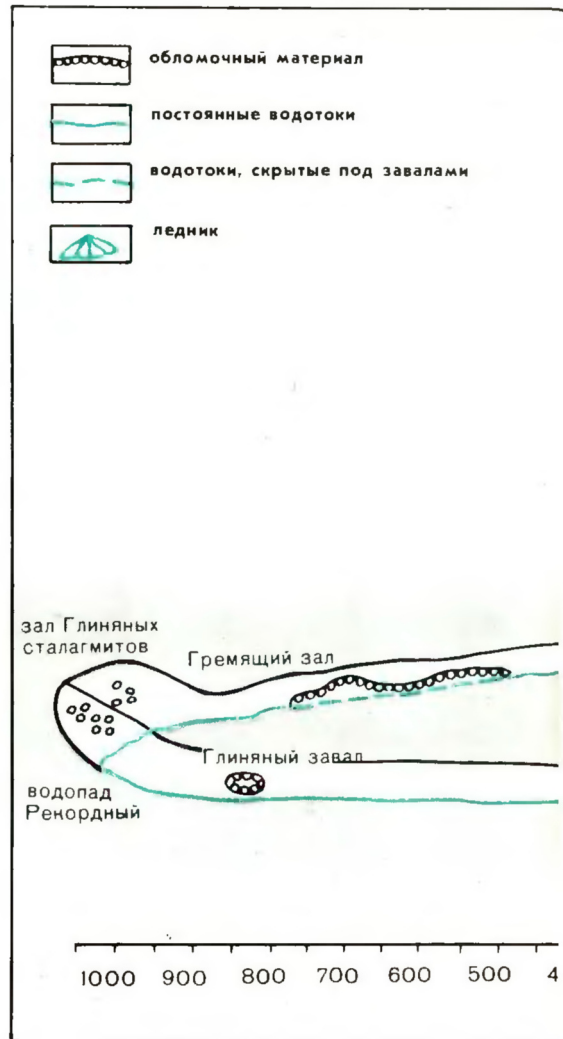 обломочный материал
постоянные водотоки
водотоки, скрытые под завалами
ледник
зал Глиняных
сталагмитов
Гремящий зал
Глиняный завал
водопад
Рекордный
1000 900 800 700 600 500 4